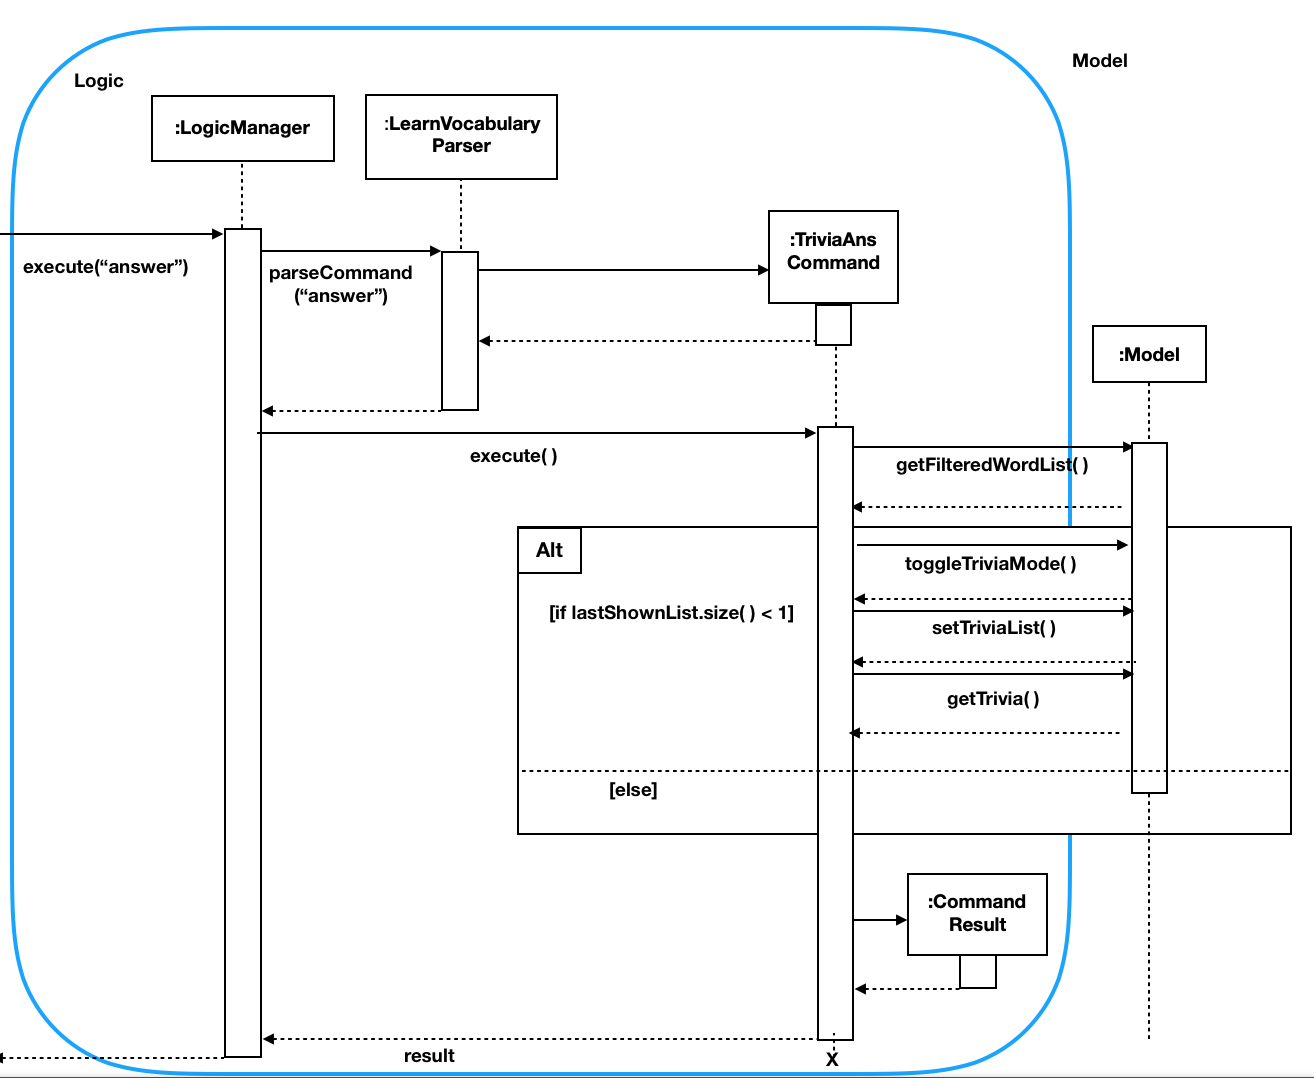 Model
Logic
:LogicManager
:LearnVocabulary
Parser
:TriviaAns
Command
execute(“answer”)
parseCommand
(“answer”)
:Model
execute( )
getFilteredWordList( )
Alt
toggleTriviaMode( )
[if lastShownList.size( ) < 1]
setTriviaList( )
getTrivia( )
[else]
:Command
Result
result
X